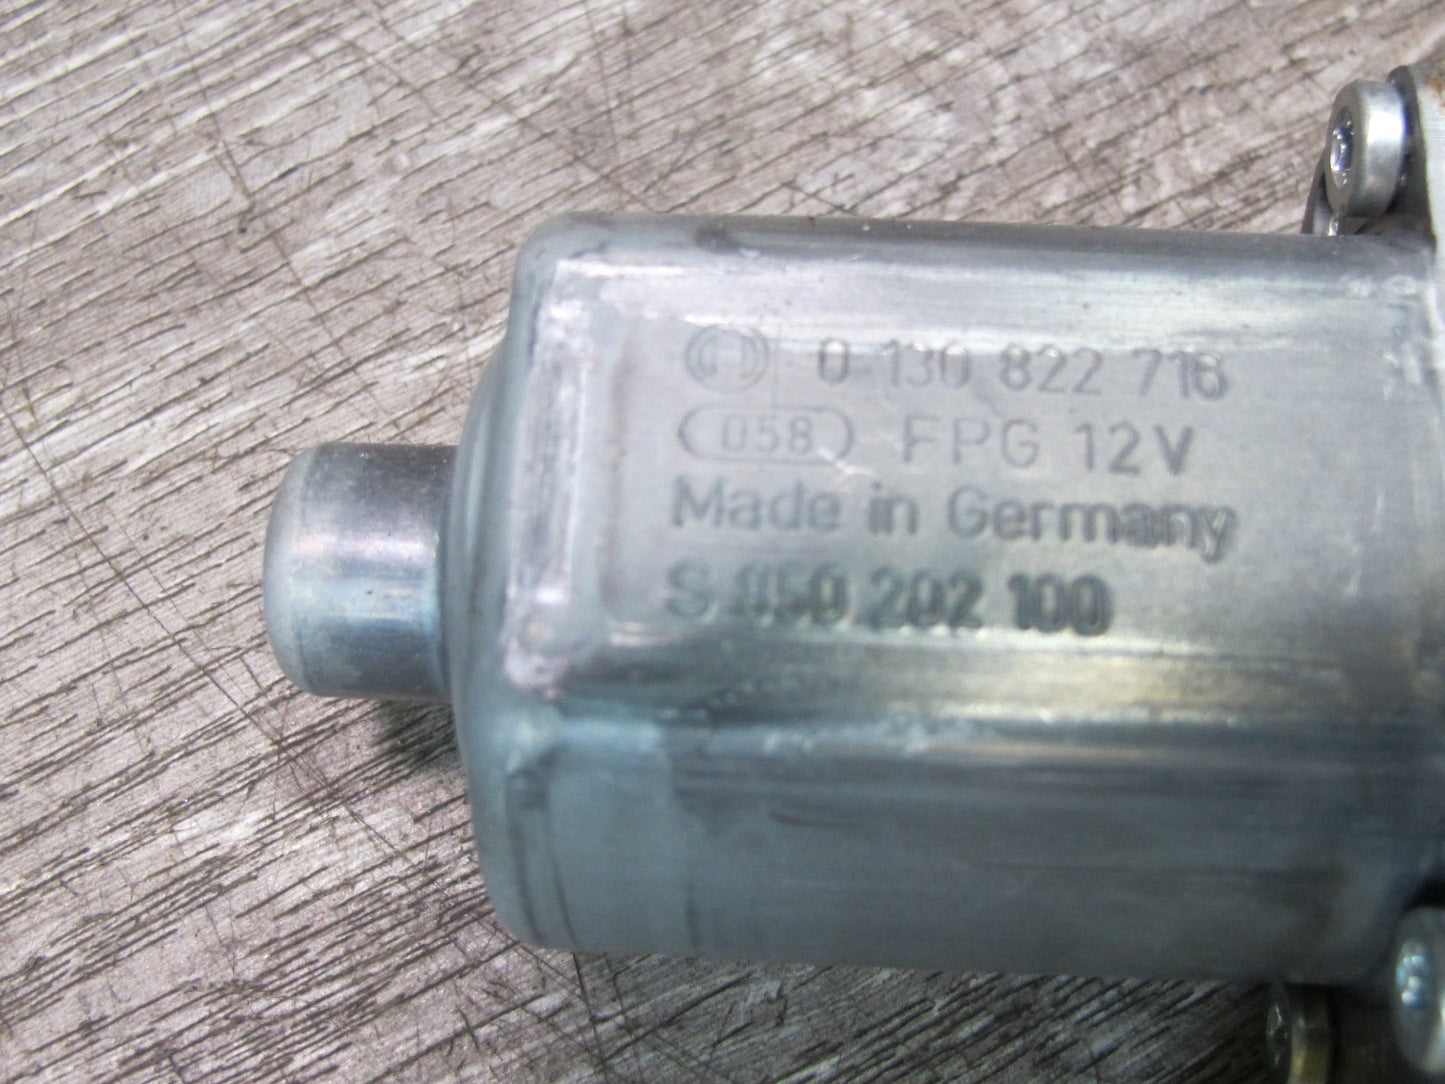 0 130 822 716
058 FPG 12V
Made in Germany
S 850 202 100